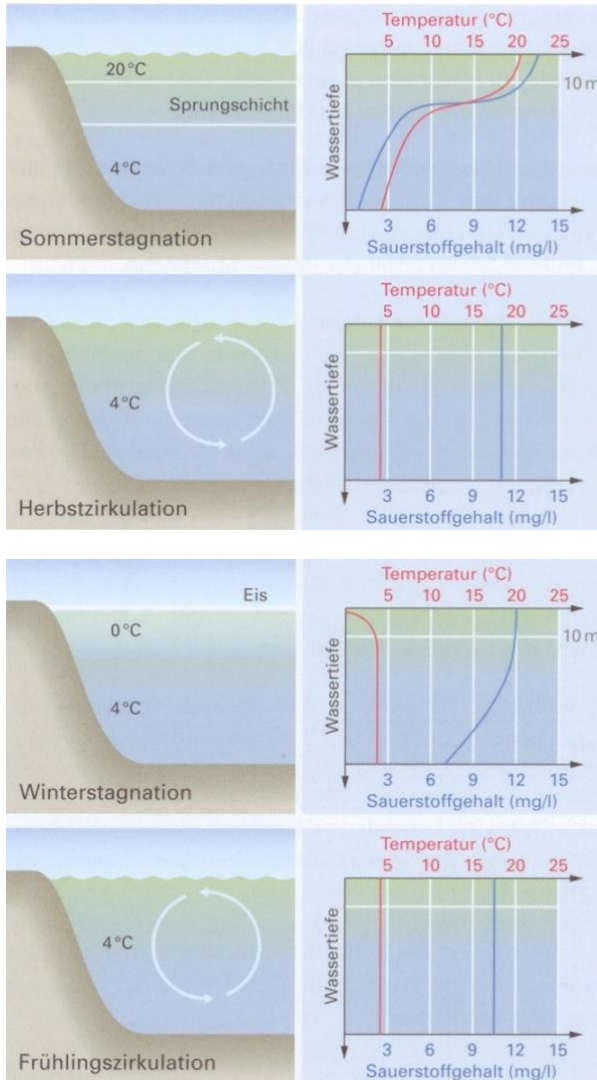 Temperatur (°C)
5 10 15 20 25
20 °C
Sprungschicht
4 °C
10 m
Wassertiefe
Sommerstagnation
3 6 9 12 15
Sauerstoffgehalt (mg/l)
Temperatur (°C)
5 10 15 20 25
4 °C
Wassertiefe
Herbstzirkulation
3 6 9 12 15
Sauerstoffgehalt (mg/l)
Temperatur (°C)
5 10 15 20 25
Eis
0 °C
4 °C
10 m
Wassertiefe
Winterstagnation
3 6 9 12 15
Sauerstoffgehalt (mg/l)
Temperatur (°C)
5 10 15 20 25
4 °C
Wassertiefe
Frühlingszirkulation
3 6 9 12 15
Sauerstoffgehalt (mg/l)